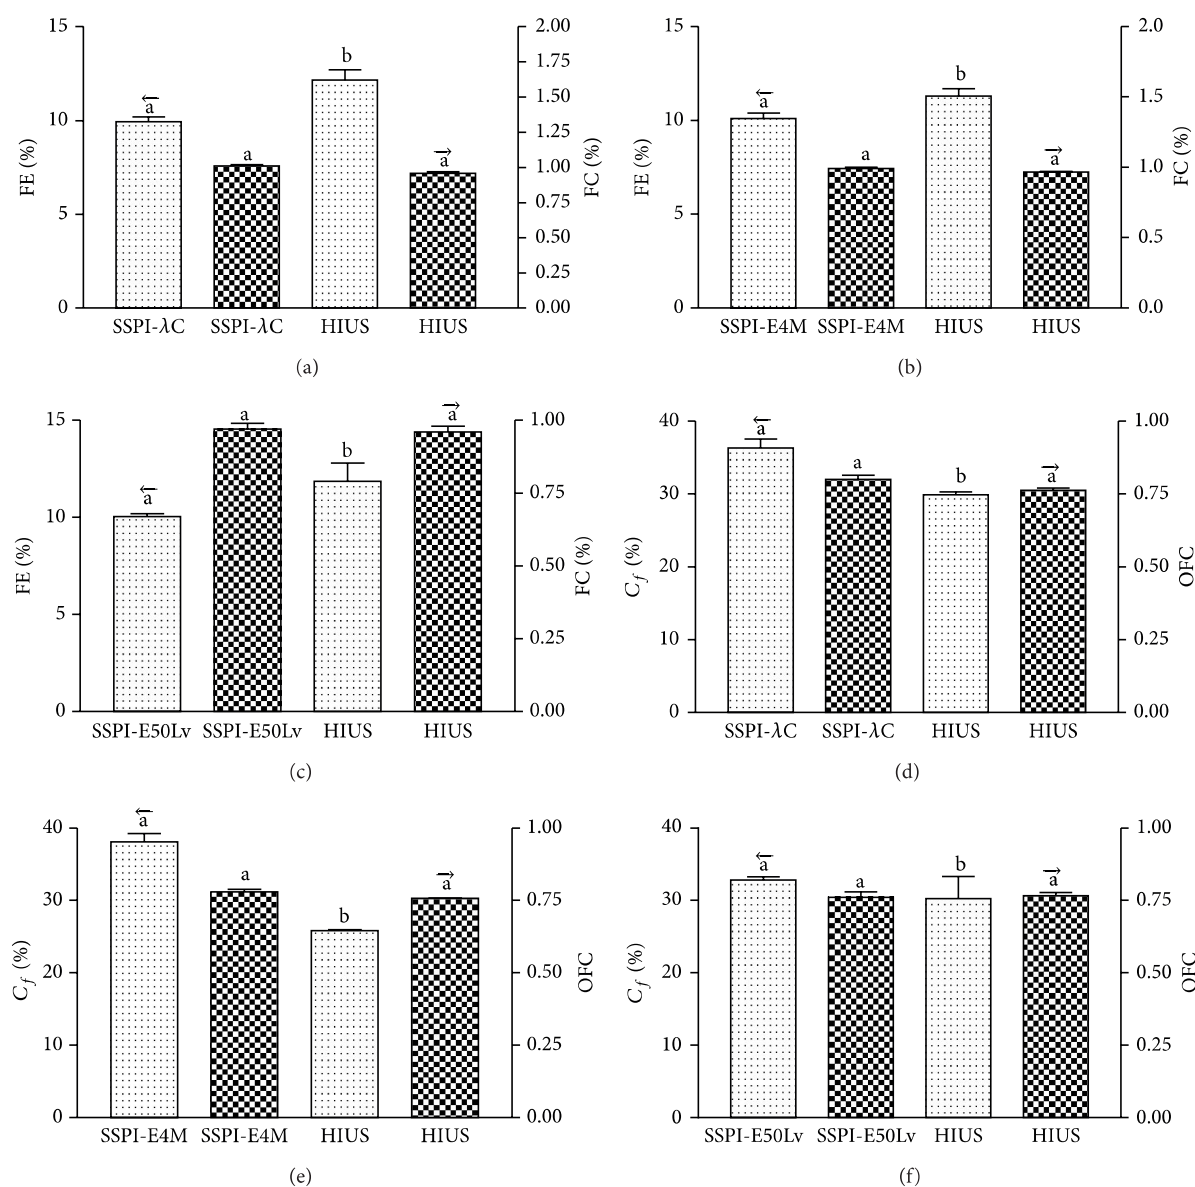 15
10
5
0
FE (%)
a
a
b
a
2.00
1.75
1.50
1.25
1.00
0.75
0.50
0.25
0.00
FC (%)
SSPI-λC SSPI-λC HIUS HIUS
(a)
15
10
5
0
FE (%)
a
a
b
a
2.0
1.5
1.0
0.5
0.0
FC (%)
SSPI-E4M SSPI-E4M HIUS HIUS
(b)
15
10
5
0
FE (%)
a
a
b
a
1.00
0.75
0.50
0.25
0.00
FC (%)
SSPI-E50Lv SSPI-E50Lv HIUS HIUS
(c)
40
30
20
10
0
Cf (%)
a
a
b
a
1.00
0.75
0.50
0.25
0.00
OFC
SSPI-λC SSPI-λC HIUS HIUS
(d)
40
30
20
10
0
Cf (%)
a
a
b
a
1.00
0.75
0.50
0.25
0.00
OFC
SSPI-E4M SSPI-E4M HIUS HIUS
(e)
40
30
20
10
0
Cf (%)
a
a
b
a
1.00
0.75
0.50
0.25
0.00
OFC
SSPI-E50Lv SSPI-E50Lv HIUS HIUS
(f)